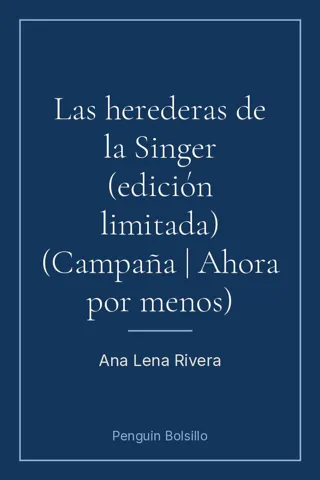 Las herederas de
la Singer
(edición
limitada)
(Campaña | Ahora
por menos)
Ana Lena Rivera
Penguin Bolsillo